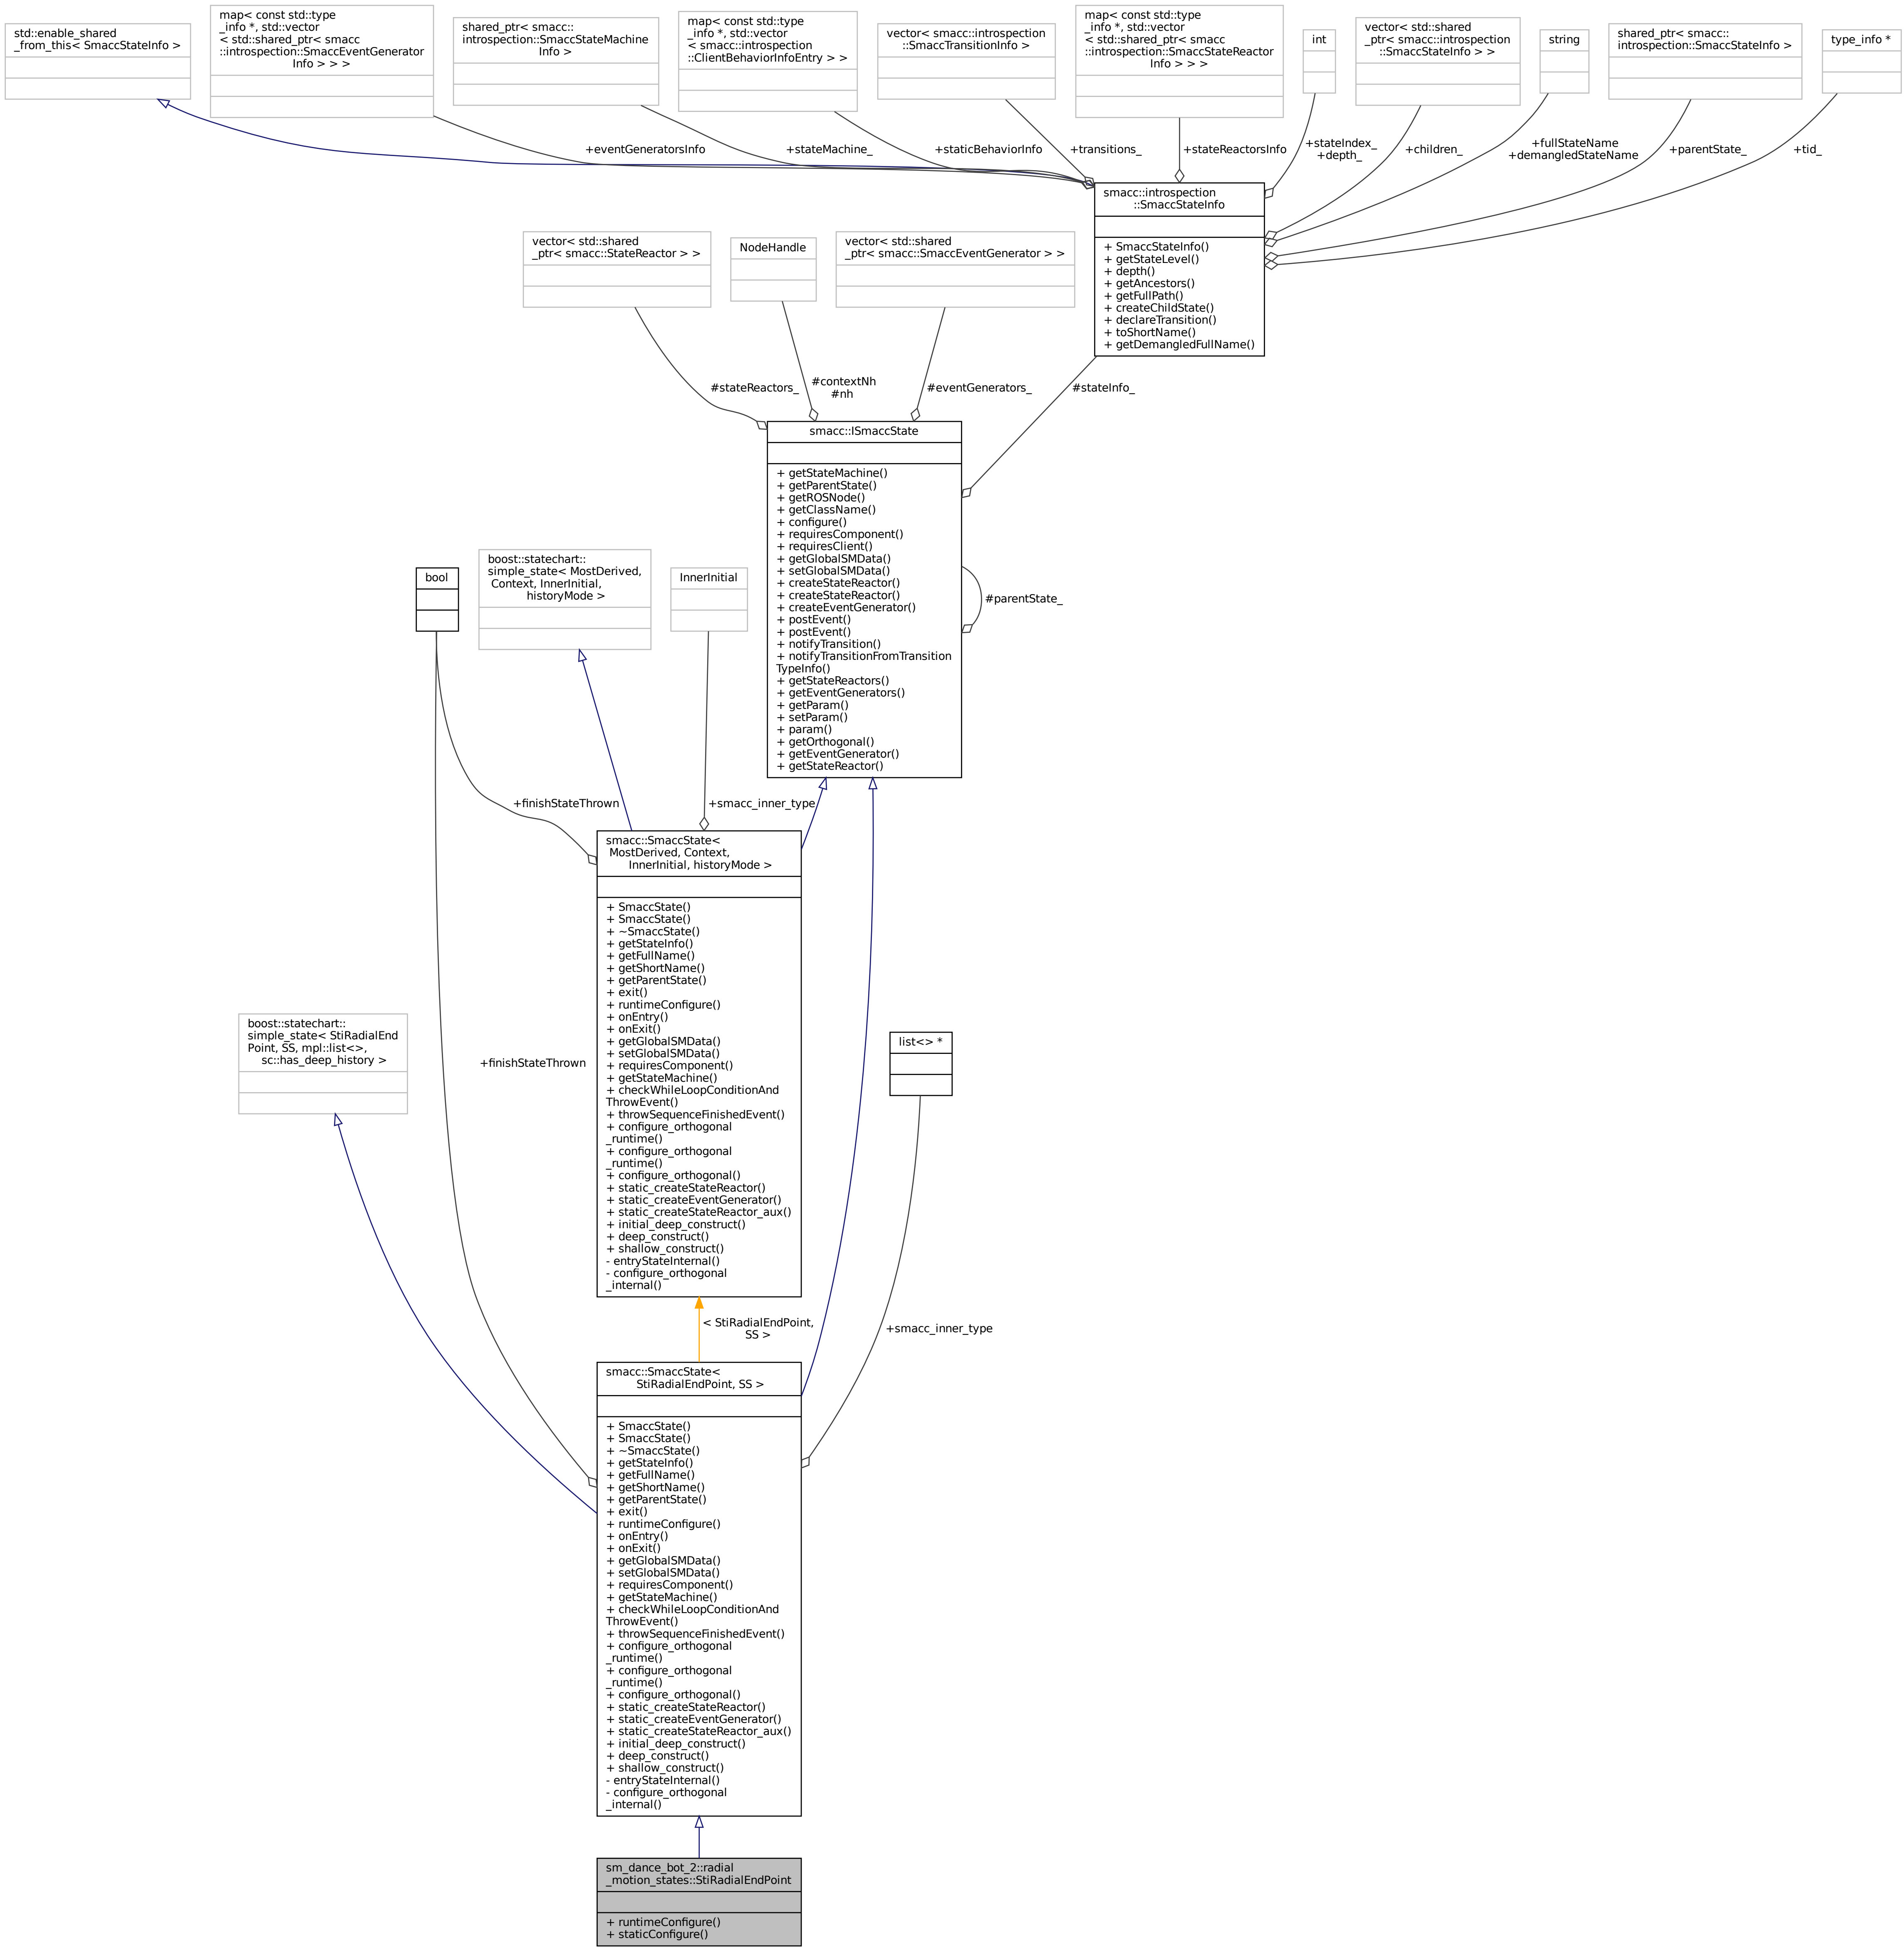 std::enable_shared
_from_this< SmaccStateInfo >
map< const std::type
_info *, std::vector
< std::shared_ptr< smacc
::introspection::SmaccEventGenerator
Info > > >
shared_ptr< smacc::
introspection::SmaccStateMachine
Info >
map< const std::type
_info *, std::vector
< smacc::introspection
::ClientBehaviorInfoEntry > >
vector< smacc::introspection
::SmaccTransitionInfo >
map< const std::type
_info *, std::vector
< std::shared_ptr< smacc
::introspection::SmaccStateReactor
Info > > >
int
vector< std::shared
_ptr< smacc::introspection
::SmaccStateInfo > >
string
shared_ptr< smacc::
introspection::SmaccStateInfo >
type_info *
+eventGeneratorsInfo
+stateMachine_
+staticBehaviorInfo
+transitions_
+stateReactorsInfo
+stateIndex_
+depth_
+children_
+fullStateName
+demangledStateName
+parentState_
+tid_
smacc::introspection
::SmaccStateInfo
+ SmaccStateInfo()
+ getStateLevel()
+ depth()
+ getAncestors()
+ getFullPath()
+ createChildState()
+ declareTransition()
+ toShortName()
+ getDemangledFullName()
vector< std::shared
_ptr< smacc::StateReactor > >
NodeHandle
vector< std::shared
_ptr< smacc::SmaccEventGenerator > >
#stateReactors_
#contextNh
#nh
#eventGenerators_
#stateInfo_
smacc::ISmaccState
+ getStateMachine()
+ getParentState()
+ getROSNode()
+ getClassName()
+ configure()
+ requiresComponent()
+ requiresClient()
+ getGlobalSMData()
+ setGlobalSMData()
+ createStateReactor()
+ createStateReactor()
+ createEventGenerator()
+ postEvent()
+ postEvent()
+ notifyTransition()
+ notifyTransitionFromTransition
TypeInfo()
+ getStateReactors()
+ getEventGenerators()
+ getParam()
+ setParam()
+ param()
+ getOrthogonal()
+ getEventGenerator()
+ getStateReactor()
#parentState_
bool
boost::statechart::
simple_state< MostDerived,
Context, InnerInitial,
historyMode >
InnerInitial
+finishStateThrown
+smacc_inner_type
smacc::SmaccState<
MostDerived, Context,
InnerInitial, historyMode >
+ SmaccState()
+ SmaccState()
+ ~SmaccState()
+ getStateInfo()
+ getFullName()
+ getShortName()
+ getParentState()
+ exit()
+ runtimeConfigure()
+ onEntry()
+ onExit()
+ getGlobalSMData()
+ setGlobalSMData()
+ requiresComponent()
+ getStateMachine()
+ checkWhileLoopConditionAnd
ThrowEvent()
+ throwSequenceFinishedEvent()
+ configure_orthogonal
_runtime()
+ configure_orthogonal
_runtime()
+ configure_orthogonal()
+ static_createStateReactor()
+ static_createEventGenerator()
+ static_createStateReactor_aux()
+ initial_deep_construct()
+ deep_construct()
+ shallow_construct()
- entryStateInternal()
- configure_orthogonal
_internal()
boost::statechart::
simple_state< StiRadialEnd
Point, SS, mpl::list<>,
sc::has_deep_history >
+finishStateThrown
list<> *
< StiRadialEndPoint,
SS >
+smacc_inner_type
smacc::SmaccState<
StiRadialEndPoint, SS >
+ SmaccState()
+ SmaccState()
+ ~SmaccState()
+ getStateInfo()
+ getFullName()
+ getShortName()
+ getParentState()
+ exit()
+ runtimeConfigure()
+ onEntry()
+ onExit()
+ getGlobalSMData()
+ setGlobalSMData()
+ requiresComponent()
+ getStateMachine()
+ checkWhileLoopConditionAnd
ThrowEvent()
+ throwSequenceFinishedEvent()
+ configure_orthogonal
_runtime()
+ configure_orthogonal
_runtime()
+ configure_orthogonal()
+ static_createStateReactor()
+ static_createEventGenerator()
+ static_createStateReactor_aux()
+ initial_deep_construct()
+ deep_construct()
+ shallow_construct()
- entryStateInternal()
- configure_orthogonal
_internal()
sm_dance_bot_2::radial
_motion_states::StiRadialEndPoint
+ runtimeConfigure()
+ staticConfigure()